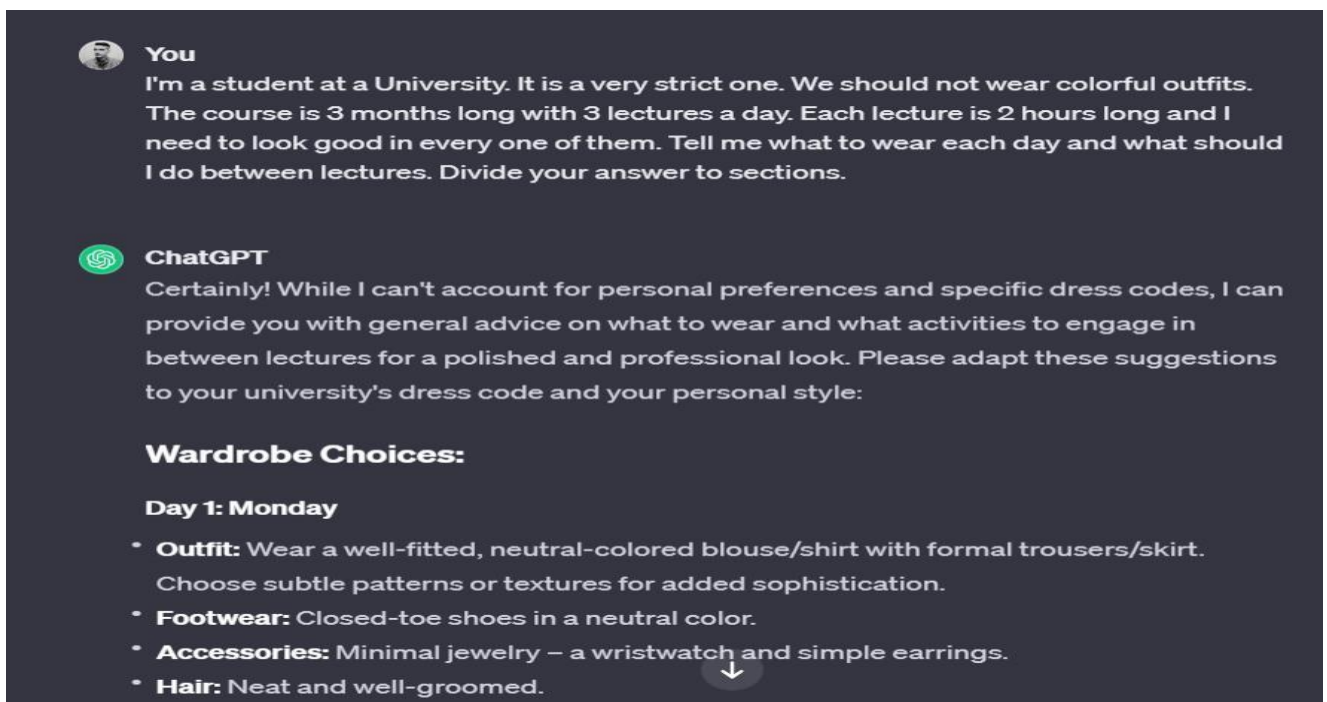 You
I'm a student at a University. It is a very strict one. We should not wear colorful outfits.
The course is 3 months long with 3 lectures a day. Each lecture is 2 hours long and I
need to look good in every one of them. Tell me what to wear each day and what should
I do between lectures. Divide your answer to sections.
ChatGPT
Certainly! While I can't account for personal preferences and specific dress codes, I can
provide you with general advice on what to wear and what activities to engage in
between lectures for a polished and professional look. Please adapt these suggestions
to your university's dress code and your personal style:
Wardrobe Choices:
Day 1: Monday
• Outfit: Wear a well-fitted, neutral-colored blouse/shirt with formal trousers/skirt.
Choose subtle patterns or textures for added sophistication.
• Footwear: Closed-toe shoes in a neutral color.
• Accessories: Minimal jewelry – a wristwatch and simple earrings.
• Hair: Neat and well-groomed.